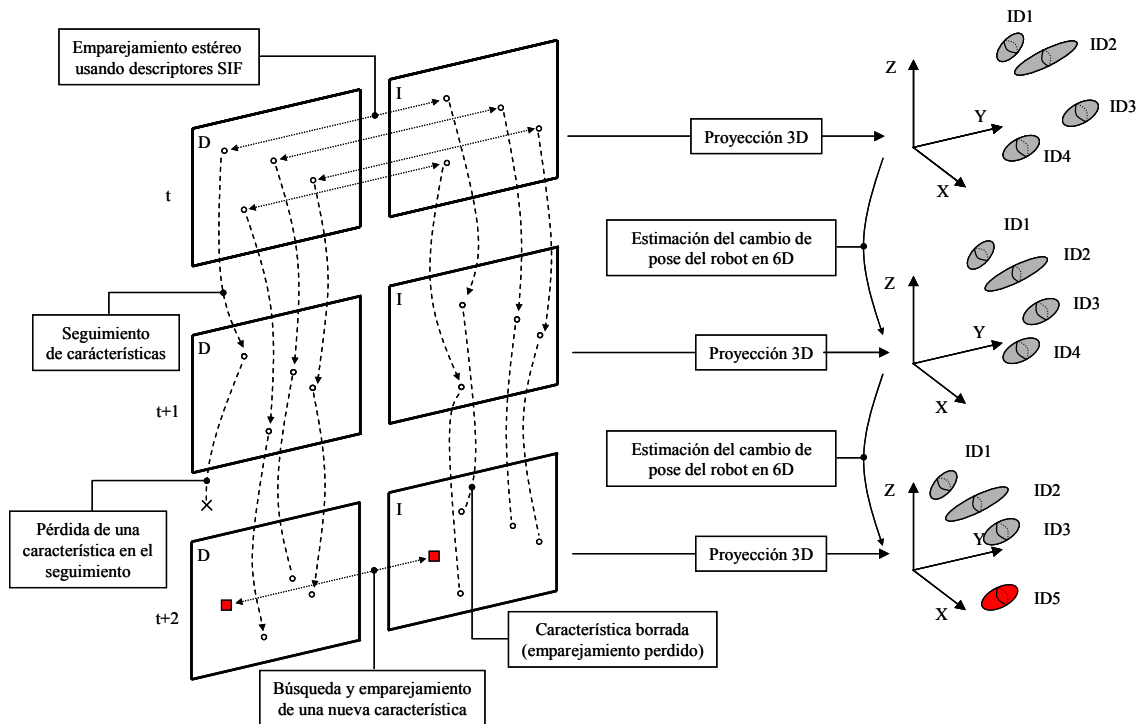 Emparejamiento estéreo
usando descriptores SIF
I
D
t
Proyección 3D
Z
Y
X
ID1
ID2
ID3
ID4
Estimación del cambio de
pose del robot en 6D
Seguimiento
de carácterísticas
D
I
t+1
Proyección 3D
Z
Y
X
ID1
ID2
ID3
ID4
Estimación del cambio de
pose del robot en 6D
Pérdida de una
característica en el
seguimiento
D
I
t+2
Proyección 3D
Z
Y
X
ID1
ID2
ID3
ID5
Característica borrada
(emparejamiento perdido)
Búsqueda y emparejamiento
de una nueva característica